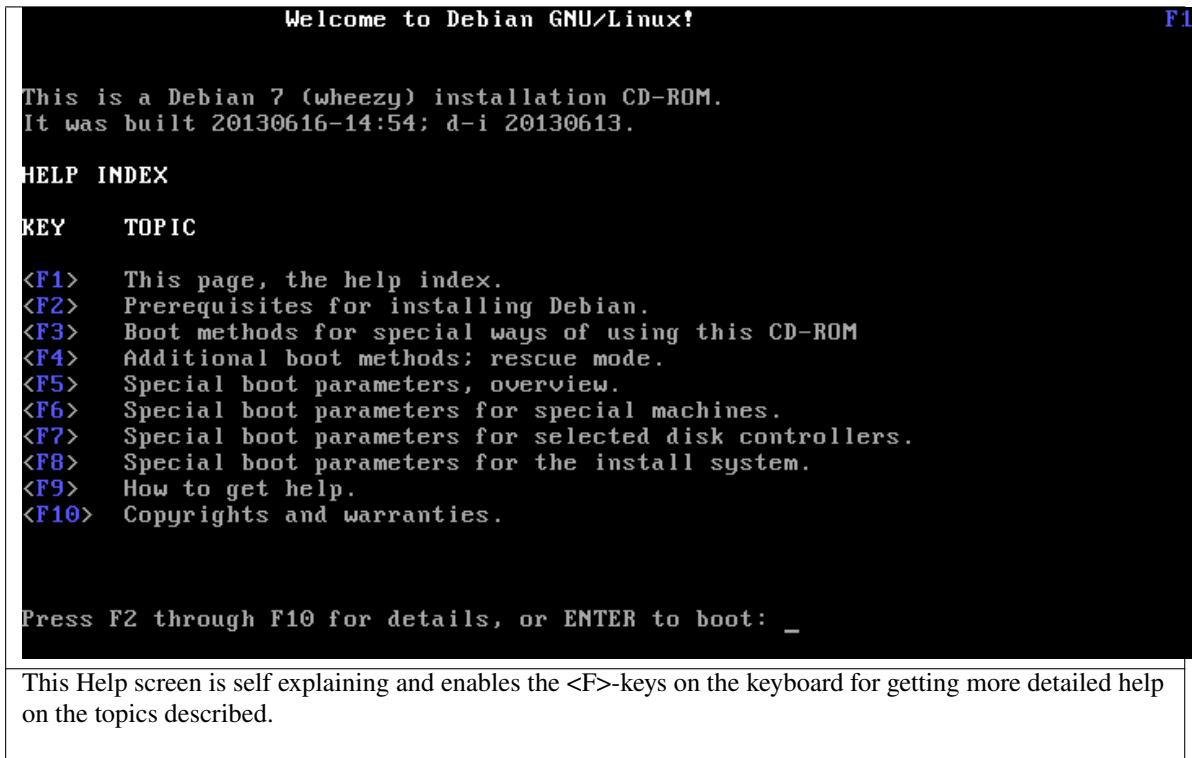 Welcome to Debian GNU/Linux! F1
This is a Debian 7 (wheezy) installation CD-ROM.
It was built 20130616-14:54; d-i 20130613.
HELP INDEX
KEY TOPIC
<F1> This page, the help index.
<F2> Prerequisites for installing Debian.
<F3> Boot methods for special ways of using this CD-ROM
<F4> Additional boot methods; rescue mode.
<F5> Special boot parameters, overview.
<F6> Special boot parameters for special machines.
<F7> Special boot parameters for selected disk controllers.
<F8> Special boot parameters for the install system.
<F9> How to get help.
<F10> Copyrights and warranties.
Press F2 through F10 for details, or ENTER to boot: _
This Help screen is self explaining and enables the <F>-keys on the keyboard for getting more detailed help
on the topics described.